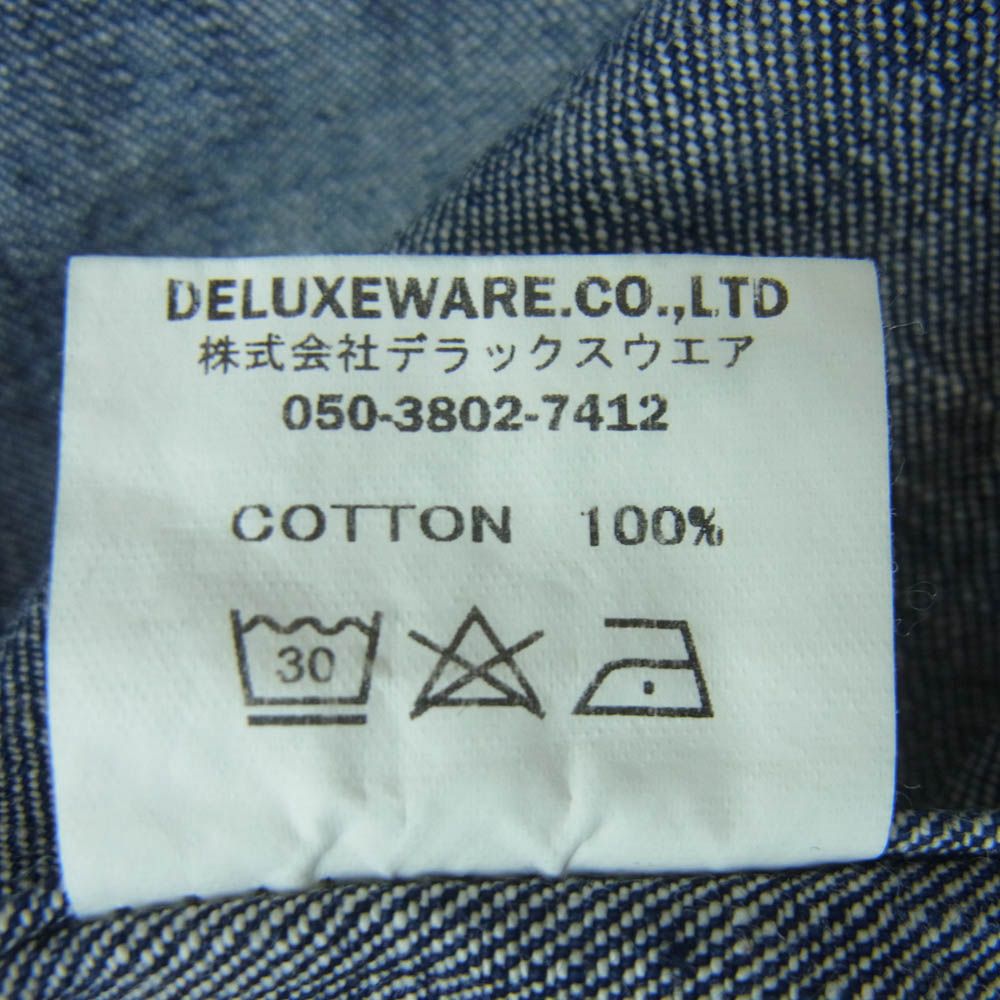 DELUXEWARE.CO.,LTD
株式会社デラックスウエア
050-3802-7412
COTTON 100%
30